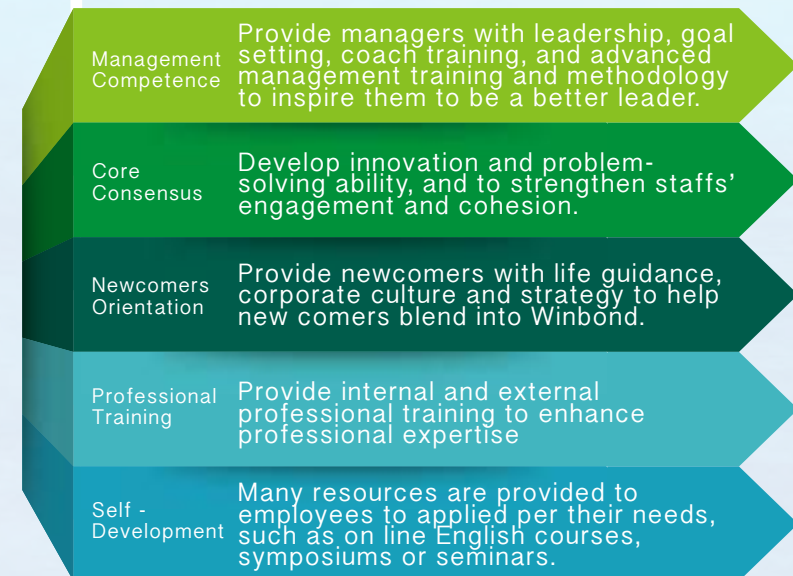 Management
Competence
Provide managers with leadership, goal
setting, coach training, and advanced
management training and methodology
to inspire them to be a better leader.
Core
Consensus
Develop innovation and problem-
solving ability, and to strengthen staffs'
engagement and cohesion.
Newcomers
Orientation
Provide newcomers with life guidance,
corporate culture and strategy to help
new comers blend into Winbond.
Professional
Training
Provide internal and external
professional training to enhance
professional expertise
Self -
Development
Many resources are provided to
employees to applied per their needs,
such as on line English courses,
symposiums or seminars.